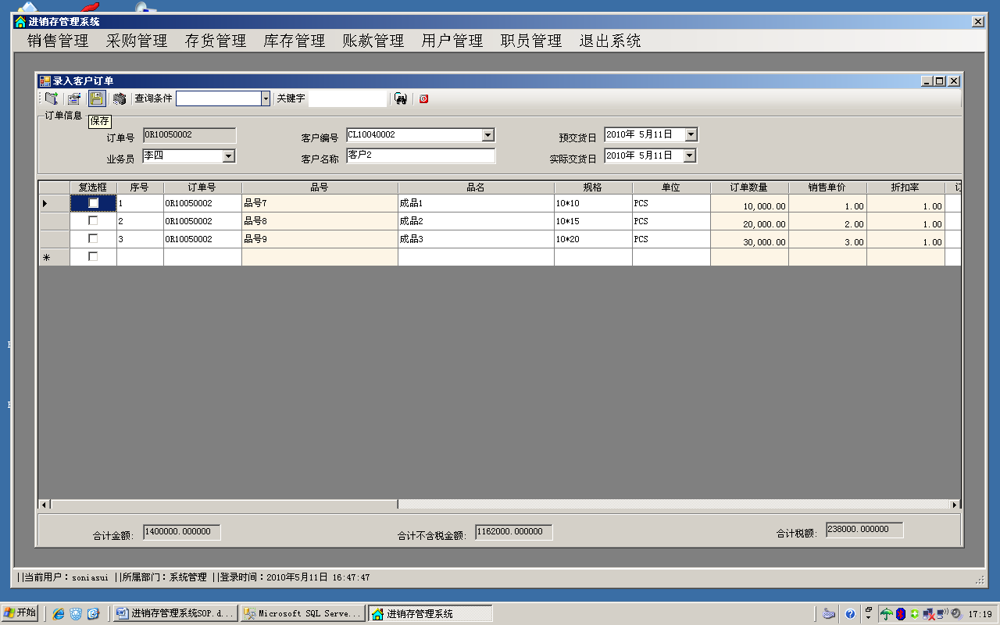 进销存管理系统
销售管理 采购管理 存货管理 库存管理 账款管理 用户管理 职员管理 退出系统
录入客户订单
查询条件 关键字
保存
订单信息
订单号 OR10050002 客户编号 CL10040002 预交货日 2010年 5月11日
业务员 李四 客户名称 客户2 实际交货日 2010年 5月11日
复选框 序号 订单号 品号 品名 规格 单位 订单数量 销售单价 折扣率
1 OR10050002 品号7 成品1 10*10 PCS 10,000.00 1.00 1.00
2 OR10050002 品号8 成品2 10*15 PCS 20,000.00 2.00 1.00
3 OR10050002 品号9 成品3 10*20 PCS 30,000.00 3.00 1.00
合计金额: 1400000.000000 合计不含税金额: 1162000.000000 合计税额: 238000.000000
||当前用户：soniasui ||所属部门：系统管理 ||登录时间：2010年5月11日 16:47:47
开始 进销存管理系统SOP.d... Microsoft SQL Serve... 进销存管理系统 17:19